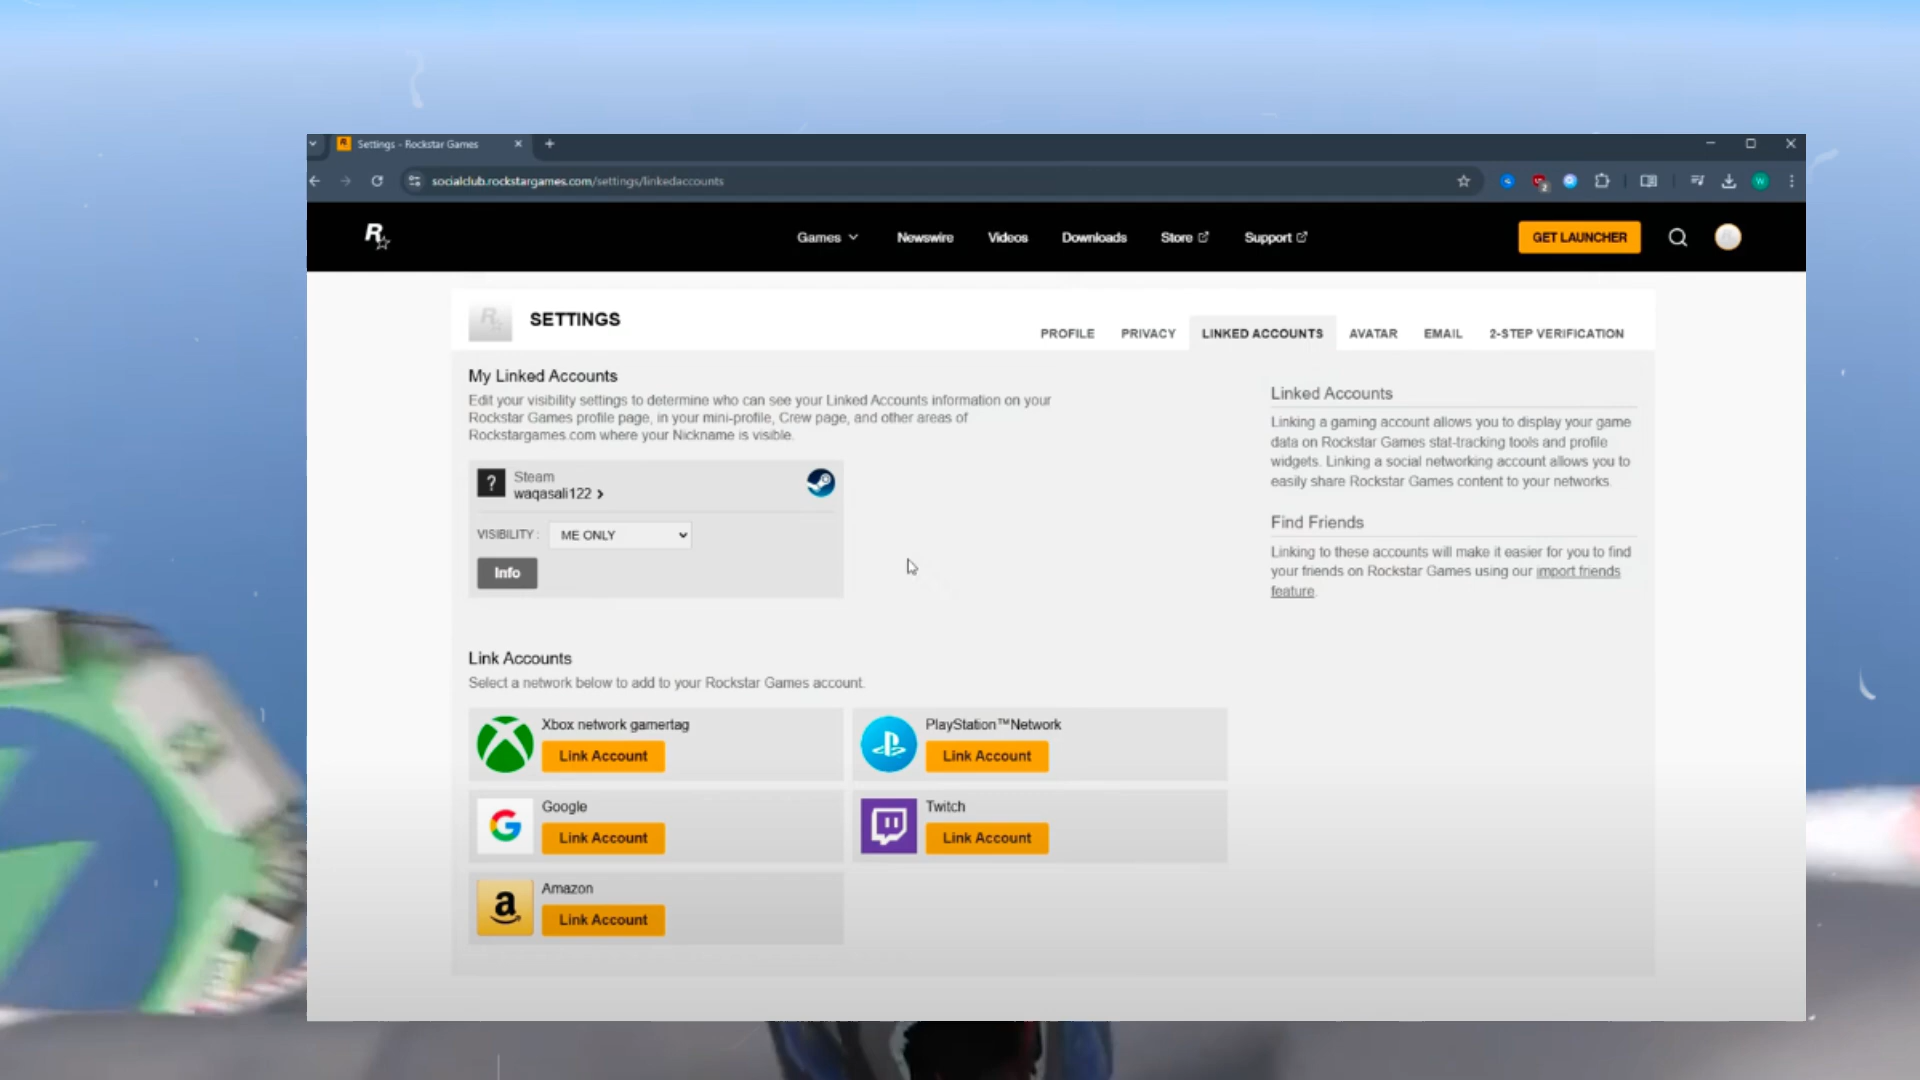 Settings - Rockstar Games
socialclub.rockstargames.com/settings/linkedaccounts
2
W
R
Games
Newswire
Videos
Downloads
Store
Support
GET LAUNCHER
SETTINGS
PROFILE
PRIVACY
LINKED ACCOUNTS
AVATAR
EMAIL
2-STEP VERIFICATION
My Linked Accounts
Edit your visibility settings to determine who can see your Linked Accounts information on your
Rockstar Games profile page, in your mini-profile, Crew page, and other areas of
Rockstargames.com where your Nickname is visible.
?
Steam
waqasali122 >
VISIBILITY :
ME ONLY
Info
Linked Accounts
Linking a gaming account allows you to display your game
data on Rockstar Games stat-tracking tools and profile
widgets. Linking a social networking account allows you to
easily share Rockstar Games content to your networks.
Find Friends
Linking to these accounts will make it easier for you to find
your friends on Rockstar Games using our import friends
feature.
Link Accounts
Select a network below to add to your Rockstar Games account.
Xbox network gamertag
Link Account
PlayStation™Network
Link Account
Google
Link Account
Twitch
Link Account
a
Amazon
Link Account